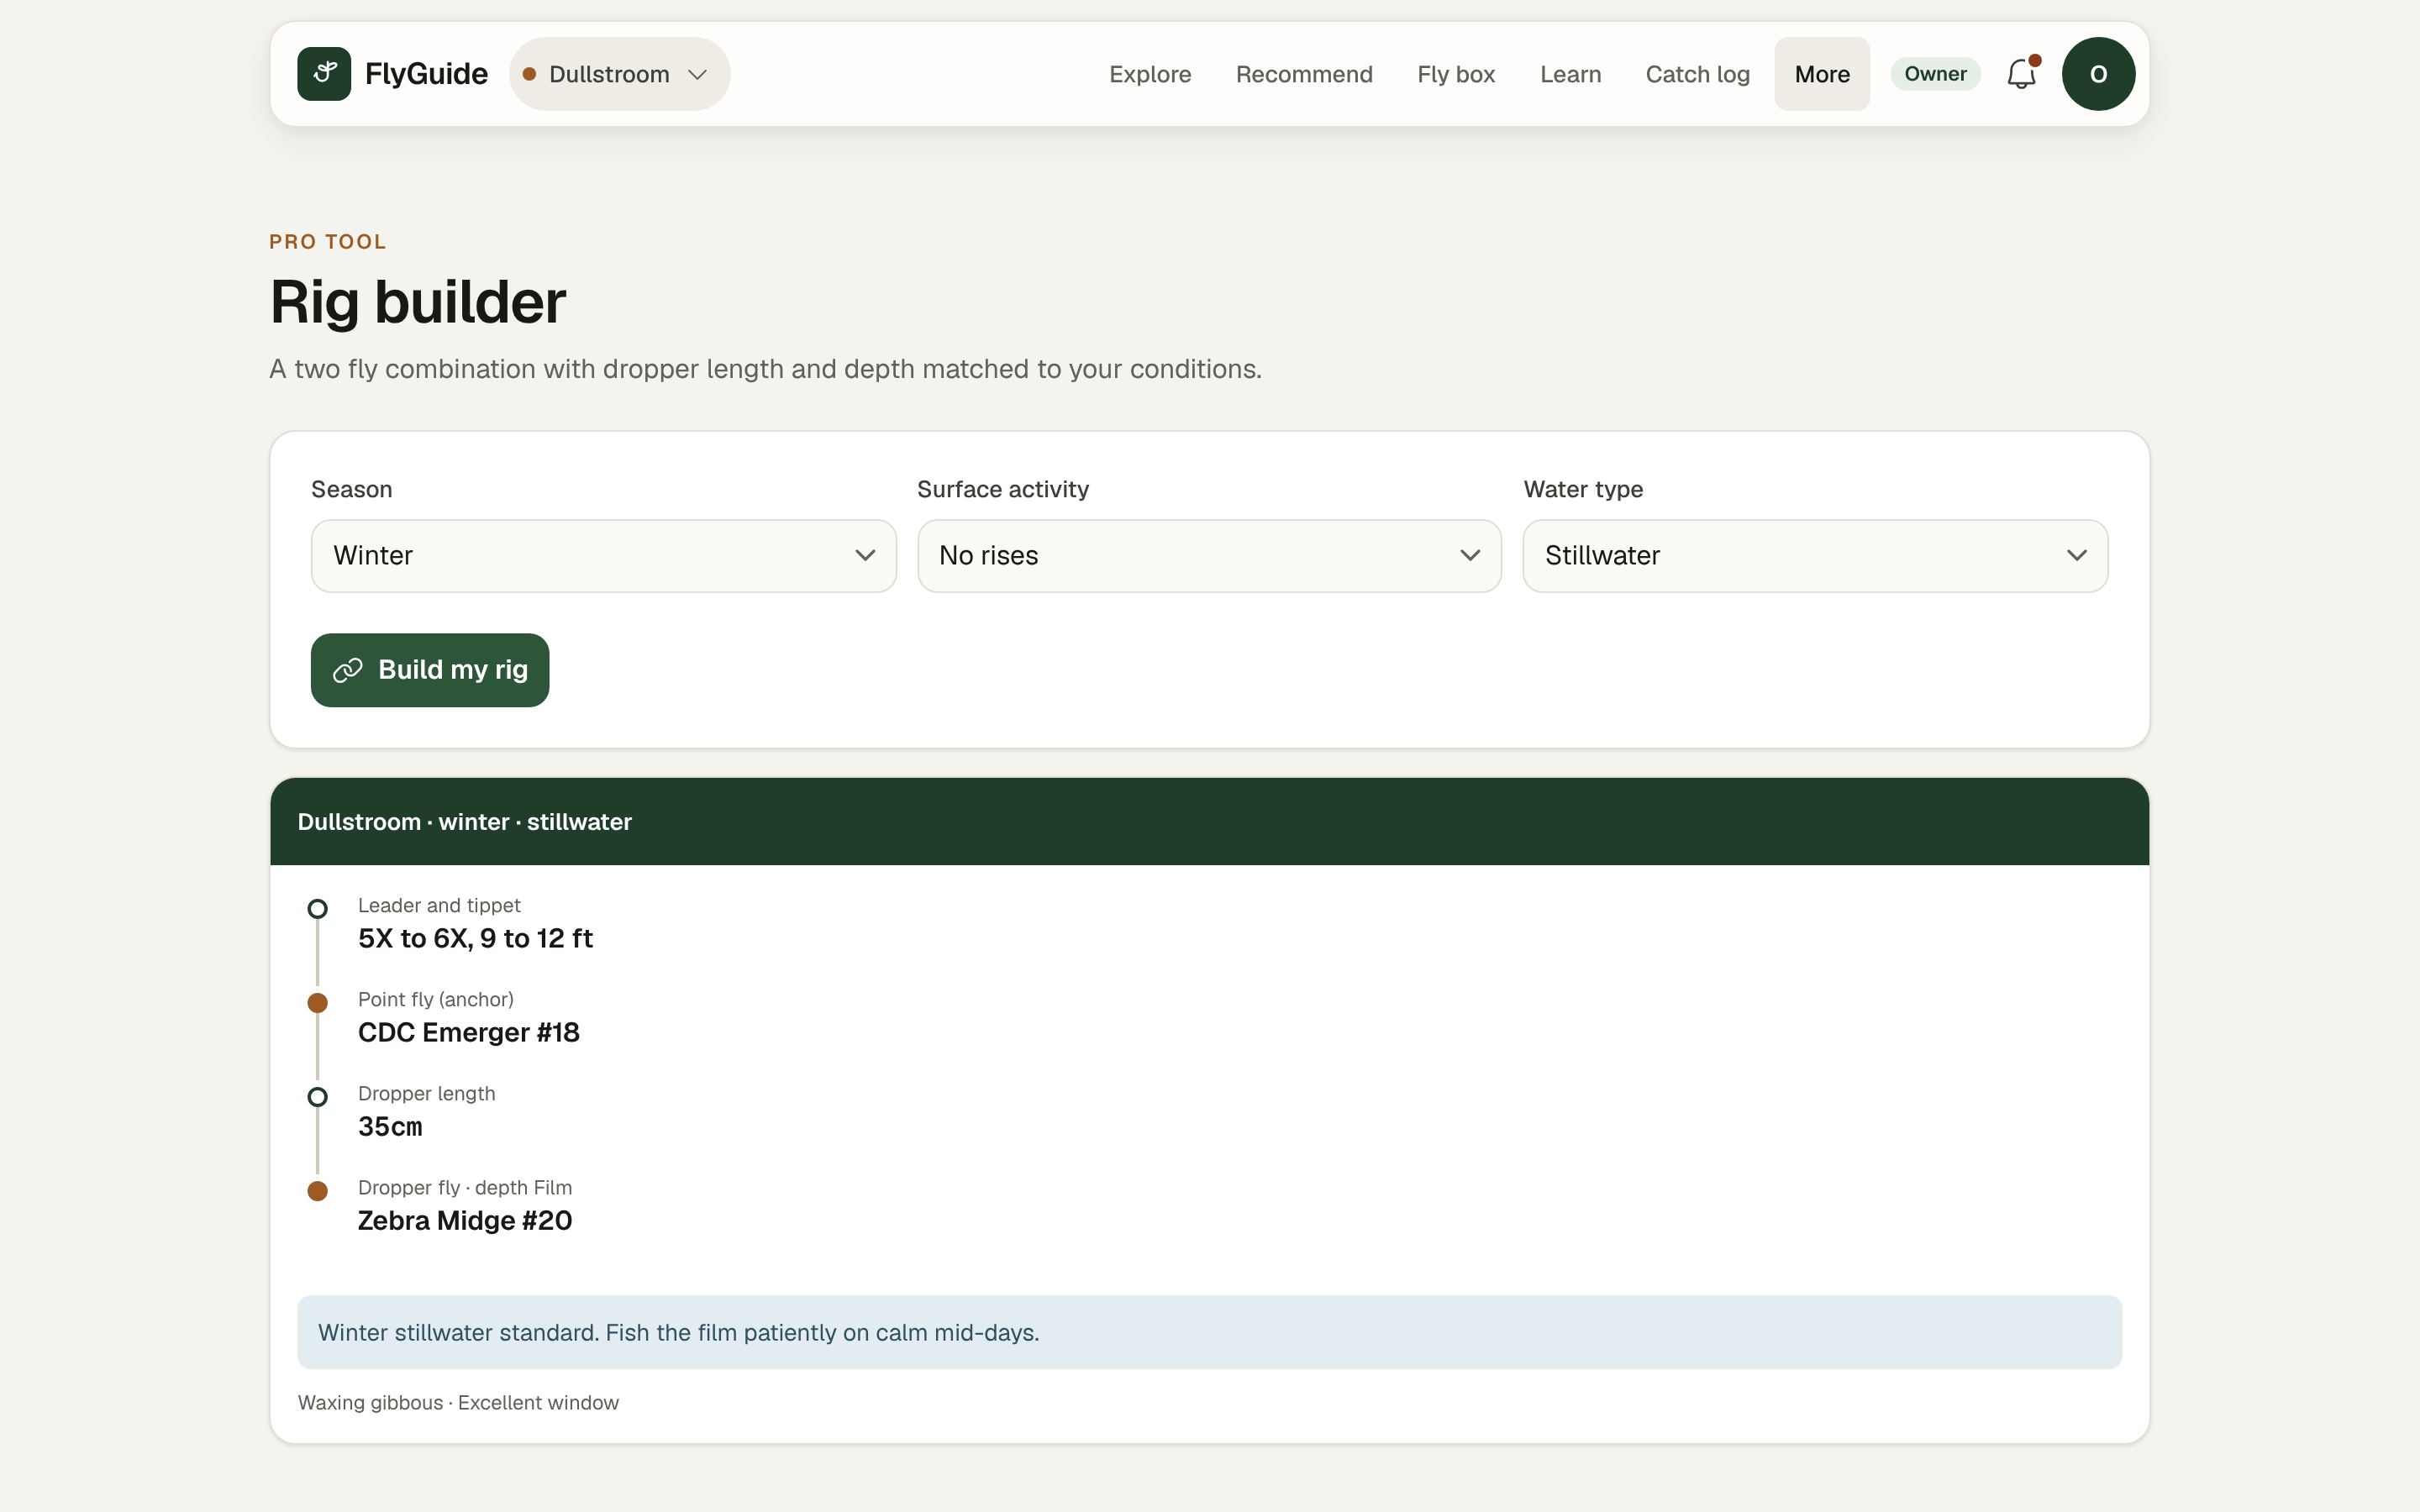 FlyGuide
Dullstroom
Explore
Recommend
Fly box
Learn
Catch log
More
Owner
O
PRO TOOL
Rig builder
A two fly combination with dropper length and depth matched to your conditions.
Season
Surface activity
Water type
Winter
No rises
Stillwater
Build my rig
Dullstroom · winter · stillwater
Leader and tippet
5X to 6X, 9 to 12 ft
Point fly (anchor)
CDC Emerger #18
Dropper length
35cm
Dropper fly · depth Film
Zebra Midge #20
Winter stillwater standard. Fish the film patiently on calm mid-days.
Waxing gibbous · Excellent window